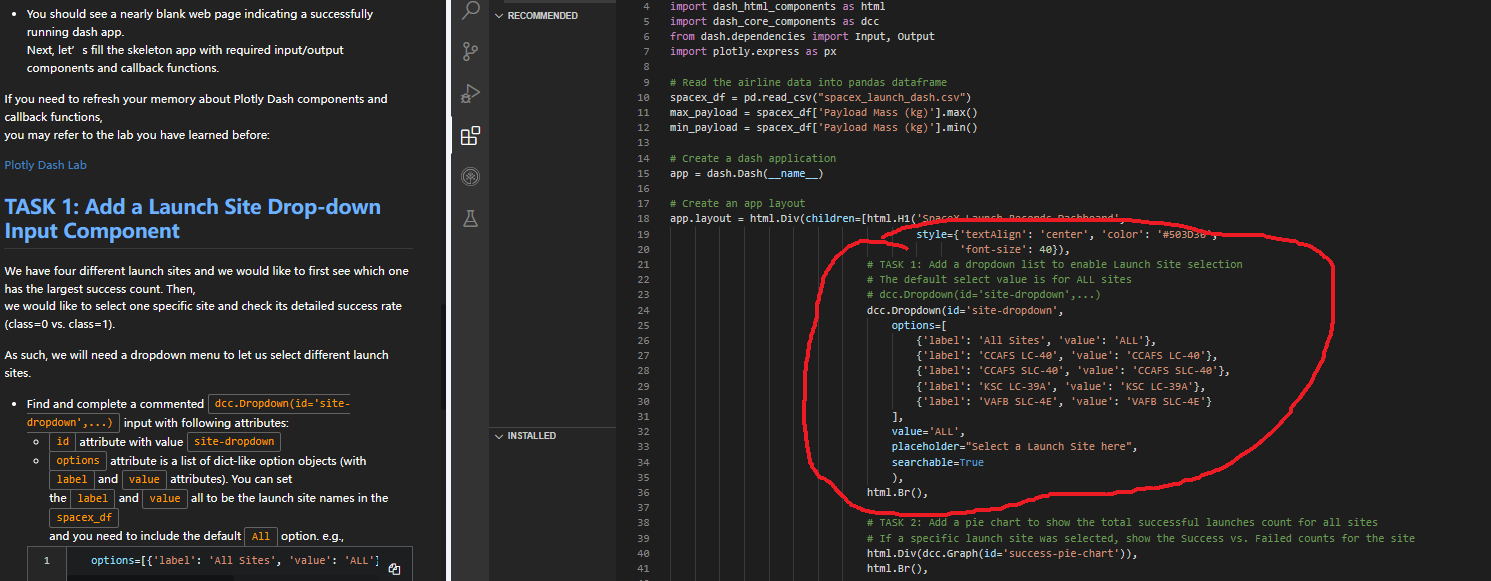 You should see a nearly blank web page indicating a successfully
running dash app.
Next, let’s fill the skeleton app with required input/output
components and callback functions.
If you need to refresh your memory about Plotly Dash components and
callback functions,
you may refer to the lab you have learned before:
Plotly Dash Lab
TASK 1: Add a Launch Site Drop-down
Input Component
We have four different launch sites and we would like to first see which one
has the largest success count. Then,
we would like to select one specific site and check its detailed success rate
(class=0 vs. class=1).
As such, we will need a dropdown menu to let us select different launch
sites.
Find and complete a commented dcc.Dropdown(id='site-
dropdown',...) input with following attributes:
id attribute with value site-dropdown
options attribute is a list of dict-like option objects (with
label and value attributes). You can set
the label and value all to be the launch site names in the
spacex_df
and you need to include the default All option. e.g.,
1 options=[{'label': 'All Sites', 'value': 'ALL'}
RECOMMENDED
INSTALLED
4 import dash_html_components as html
5 import dash_core_components as dcc
6 from dash.dependencies import Input, Output
7 import plotly.express as px
8
9 # Read the airline data into pandas dataframe
10 spacex_df = pd.read_csv("spacex_launch_dash.csv")
11 max_payload = spacex_df['Payload Mass (kg)'].max()
12 min_payload = spacex_df['Payload Mass (kg)'].min()
13
14 # Create a dash application
15 app = dash.Dash(__name__)
16
17 # Create an app layout
18 app.layout = html.Div(children=[html.H1('SpaceX Launch Records Dashboard',
19 style={'textAlign': 'center', 'color': '#503D36',
20 'font-size': 40}),
21 # TASK 1: Add a dropdown list to enable Launch Site selection
22 # The default select value is for ALL sites
23 # dcc.Dropdown(id='site-dropdown',...)
24 dcc.Dropdown(id='site-dropdown',
25 options=[
26 {'label': 'All Sites', 'value': 'ALL'},
27 {'label': 'CCAFS LC-40', 'value': 'CCAFS LC-40'},
28 {'label': 'CCAFS SLC-40', 'value': 'CCAFS SLC-40'},
29 {'label': 'KSC LC-39A', 'value': 'KSC LC-39A'},
30 {'label': 'VAFB SLC-4E', 'value': 'VAFB SLC-4E'}
31 ],
32 value='ALL',
33 placeholder="Select a Launch Site here",
34 searchable=True
35 ),
36 html.Br(),
37
38 # TASK 2: Add a pie chart to show the total successful launches count for all sites
39 # If a specific launch site was selected, show the Success vs. Failed counts for the site
40 html.Div(dcc.Graph(id='success-pie-chart')),
41 html.Br(),